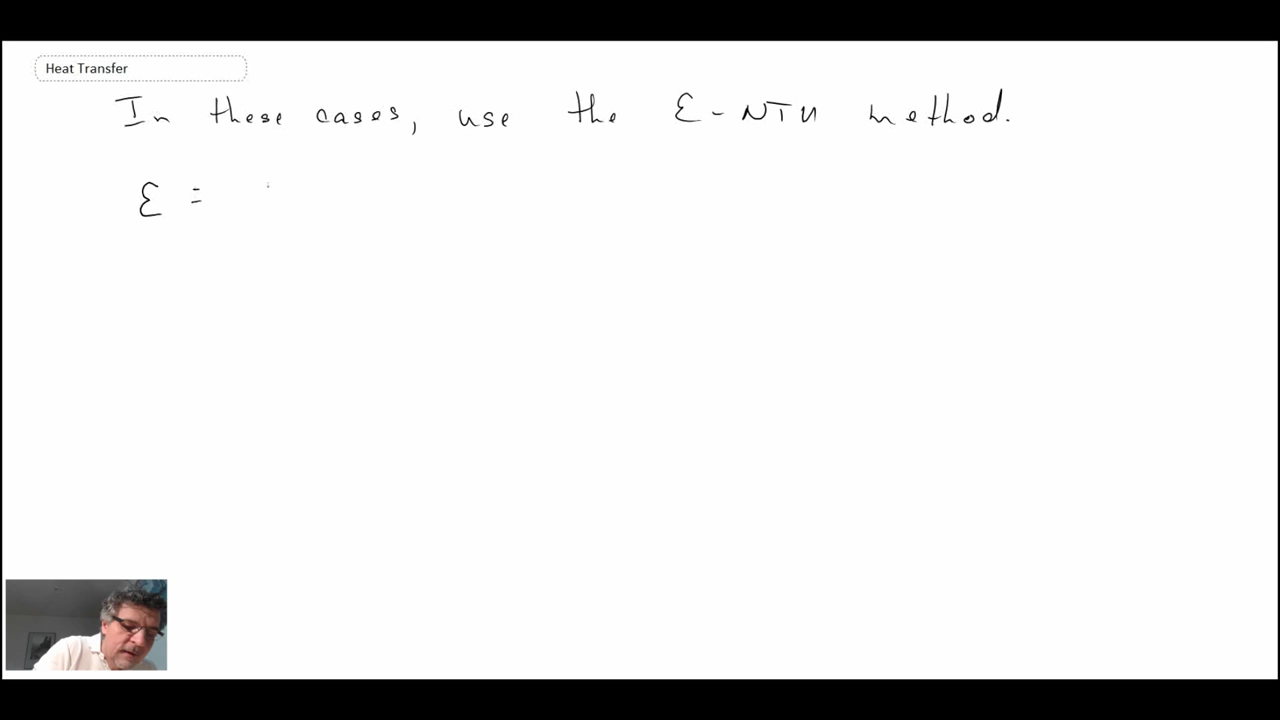 Heat Transfer
In these cases, use the ε-NTU method.
ε =